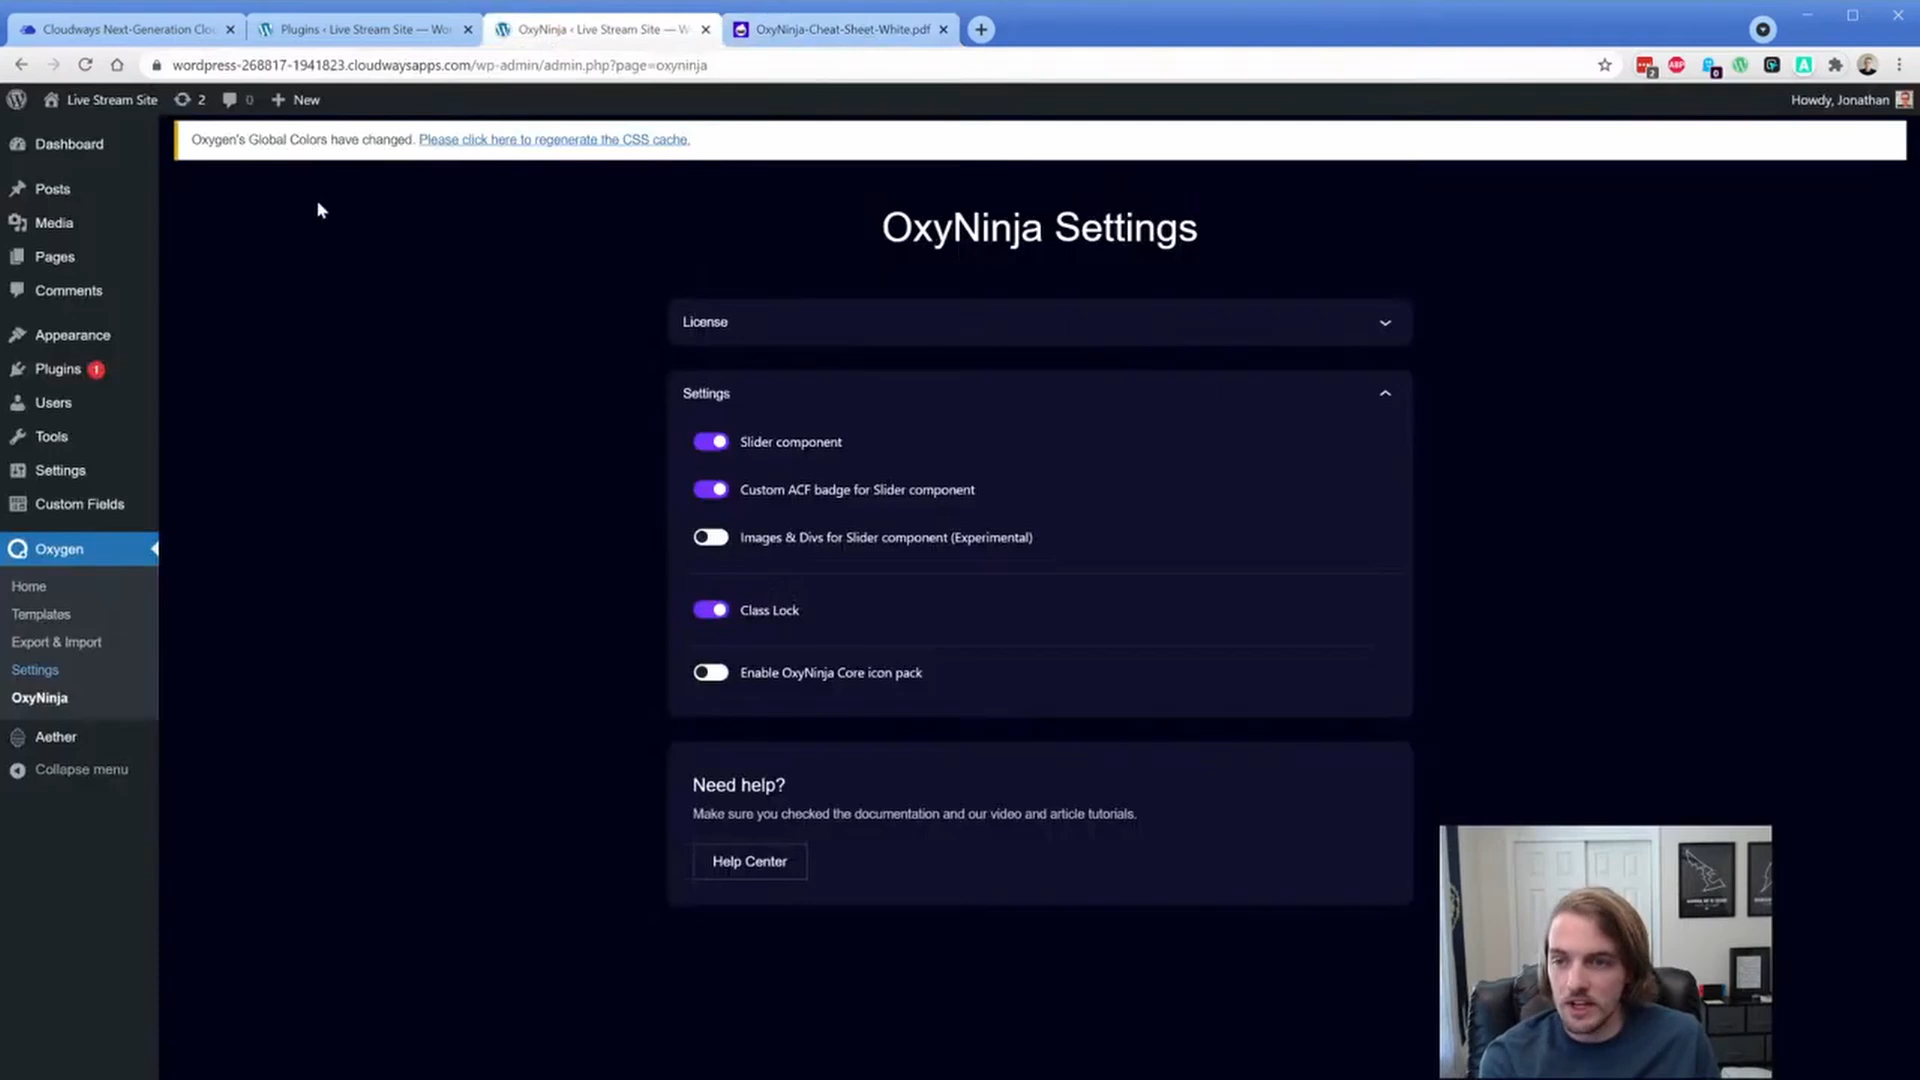 Cloudways Next-Generation Clou
Plugins ‹ Live Stream Site — Wo
OxyNinja ‹ Live Stream Site — W
OxyNinja-Cheat-Sheet-White.pdf
wordpress-268817-1941823.cloudwaysapps.com/wp-admin/admin.php?page=oxyninja
Live Stream Site
2
0
New
Howdy, Jonathan
Oxygen's Global Colors have changed. Please click here to regenerate the CSS cache.
Dashboard
Posts
Media
Pages
Comments
Appearance
Plugins 1
Users
Tools
Settings
Custom Fields
Oxygen
Home
Templates
Export & Import
Settings
OxyNinja
Aether
Collapse menu
OxyNinja Settings
License
Settings
Slider component
Custom ACF badge for Slider component
Images & Divs for Slider component (Experimental)
Class Lock
Enable OxyNinja Core icon pack
Need help?
Make sure you checked the documentation and our video and article tutorials.
Help Center